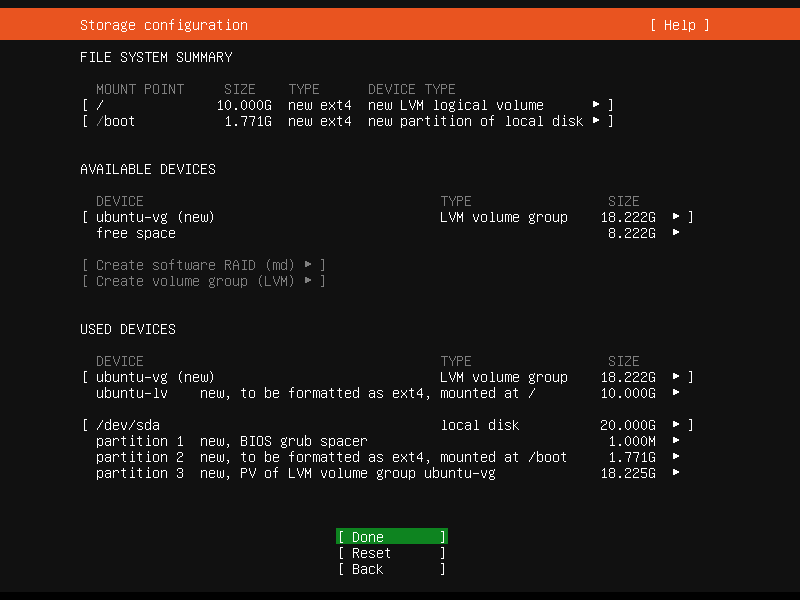 Storage configuration [ Help ]
FILE SYSTEM SUMMARY
MOUNT POINT SIZE TYPE DEVICE TYPE
[ / 10.000G new ext4 new LVM logical volume ▸ ]
[ /boot 1.771G new ext4 new partition of local disk ▸ ]
AVAILABLE DEVICES
DEVICE TYPE SIZE
[ ubuntu-vg (new) LVM volume group 18.222G ▸ ]
free space 8.222G ▸
[ Create software RAID (md) ▸ ]
[ Create volume group (LVM) ▸ ]
USED DEVICES
DEVICE TYPE SIZE
[ ubuntu-vg (new) LVM volume group 18.222G ▸ ]
ubuntu-lv new, to be formatted as ext4, mounted at / 10.000G ▸
[ /dev/sda local disk 20.000G ▸ ]
partition 1 new, BIOS grub spacer 1.000M ▸
partition 2 new, to be formatted as ext4, mounted at /boot 1.771G ▸
partition 3 new, PV of LVM volume group ubuntu-vg 18.225G ▸
[ Done ]
[ Reset ]
[ Back ]